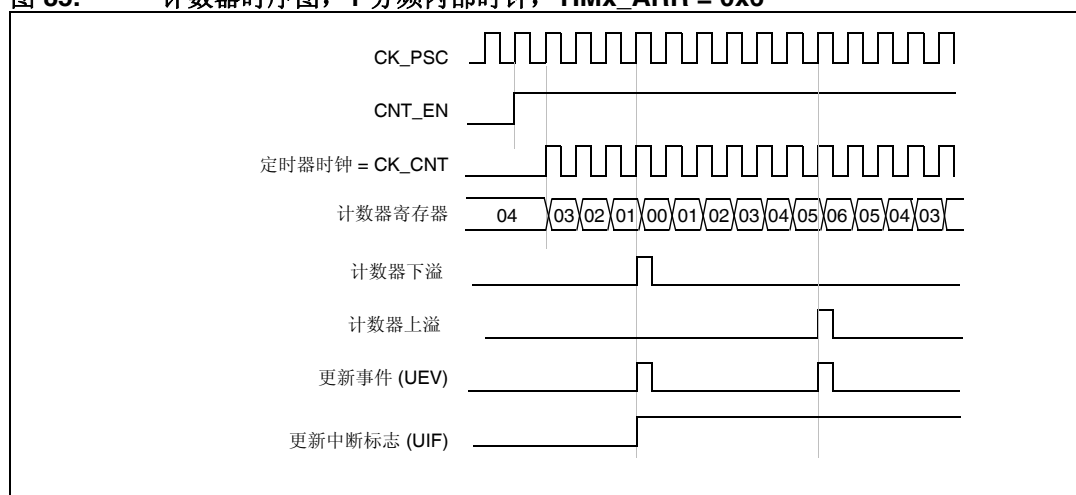 CK_PSC
CNT_EN
定时器时钟 = CK_CNT
计数器寄存器 04 03 02 01 00 01 02 03 04 05 06 05 04 03
计数器下溢
计数器上溢
更新事件 (UEV)
更新中断标志 (UIF)